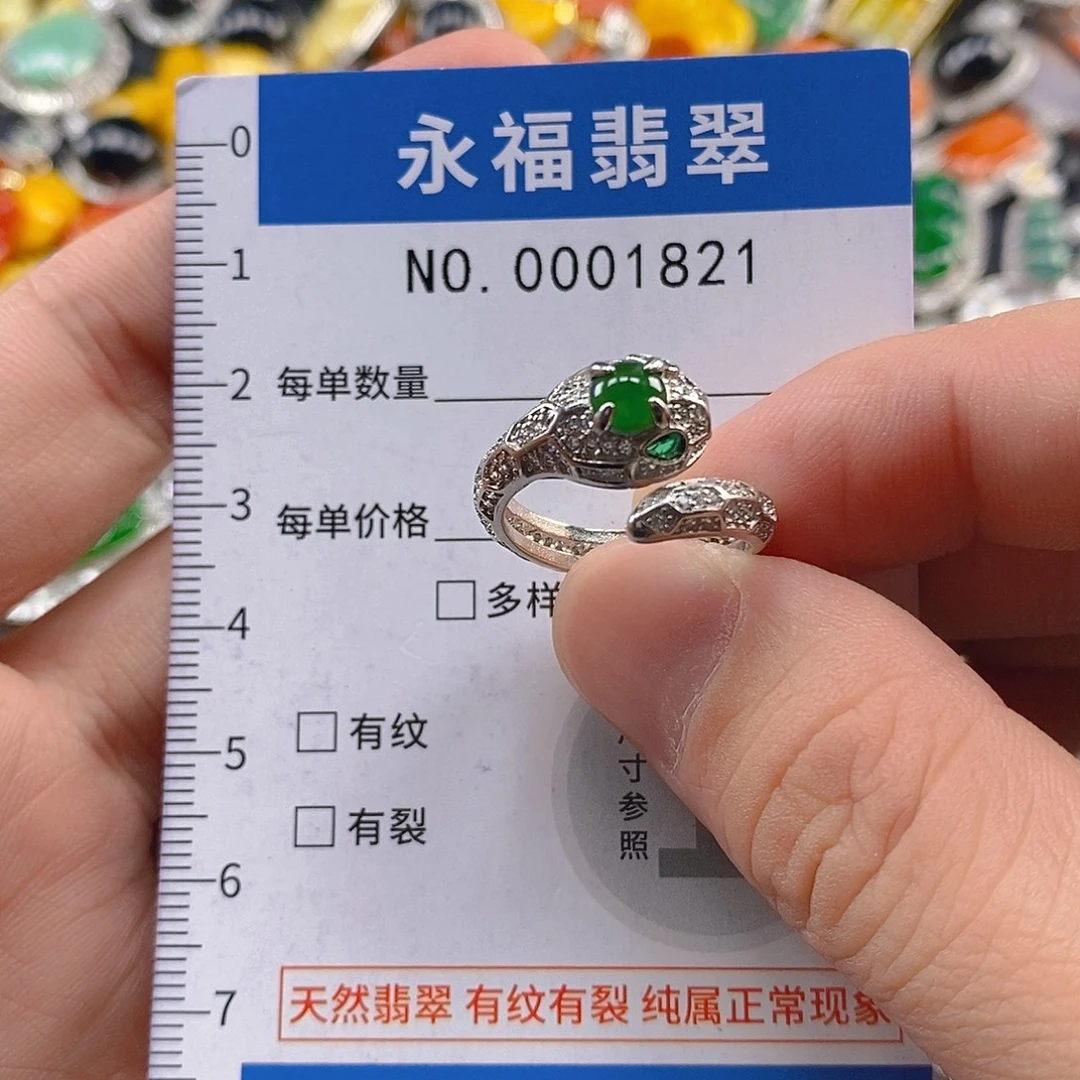 永福翡翠
NO. 0001821
0
1
2
3
4
5
6
7
每单数量
每单价格
多样
有纹
有裂
寸参照
天然翡翠 有纹有裂 纯属正常现象